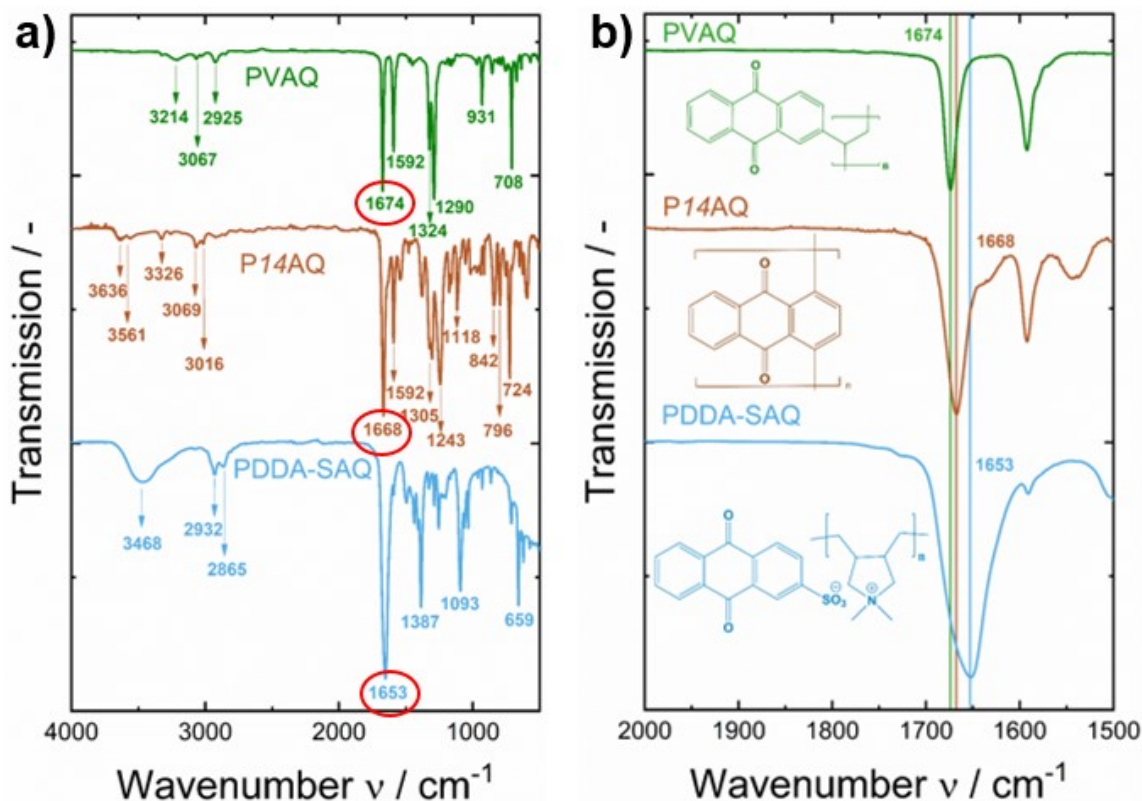 a)
Transmission / -
PVAQ
3214
3067
2925
1674
1592
1324
1290
931
708
P14AQ
3636
3561
3326
3069
3016
1668
1592
1305
1243
1118
842
796
724
PDDA-SAQ
3468
2932
2865
1653
1387
1093
659
4000 3000 2000 1000
Wavenumber ν / cm⁻¹
b)
Transmission / -
PVAQ
1674
O
O
n
P14AQ
1668
O
O
n
PDDA-SAQ
1653
O
O
SO₃
⊖
n
N
⊕
2000 1900 1800 1700 1600 1500
Wavenumber ν / cm⁻¹